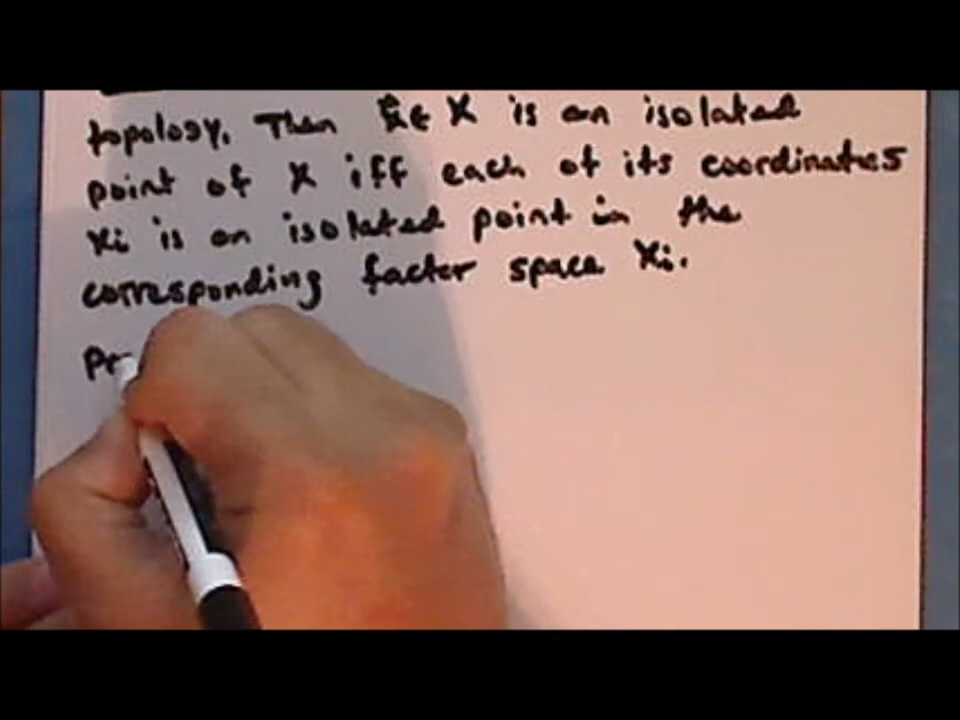 topology. Then x̃ ∈ X is an isolated
point of X iff each of its coordinates
xi is an isolated point in the
corresponding factor space Xi.
Pr